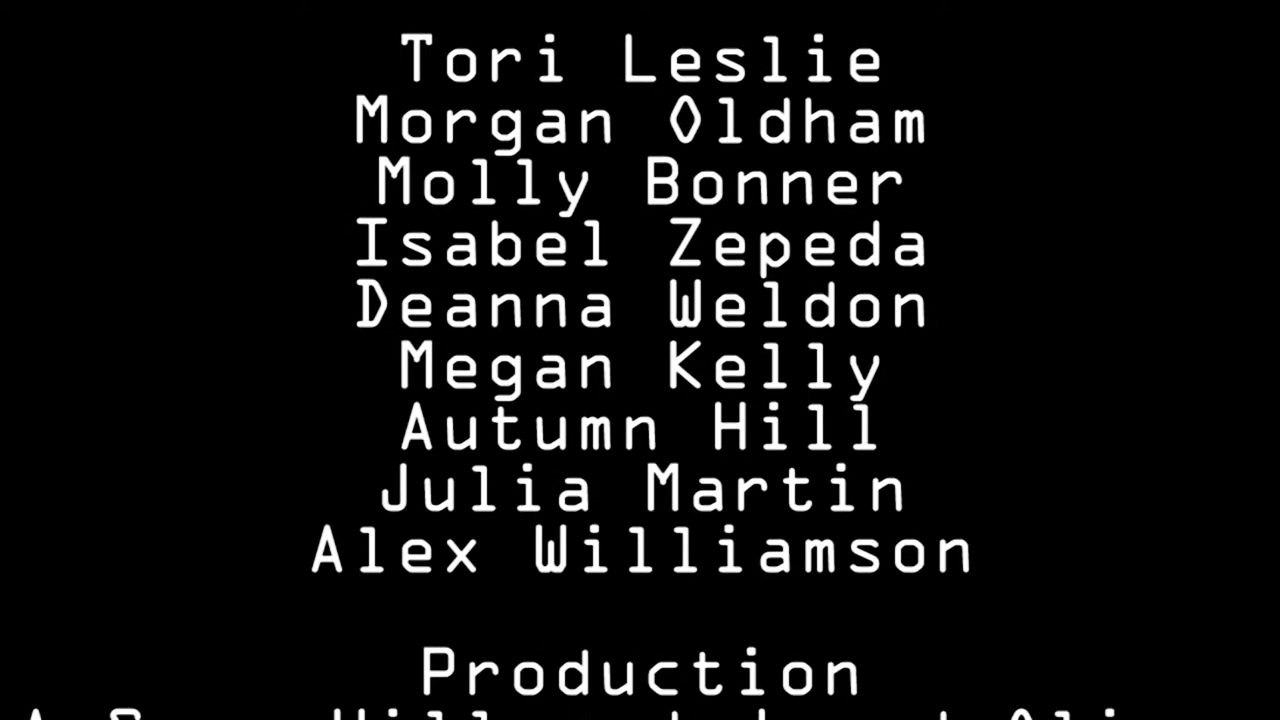 Tori Leslie
Morgan Oldham
Molly Bonner
Isabel Zepeda
Deanna Weldon
Megan Kelly
Autumn Hill
Julia Martin
Alex Williamson
Production